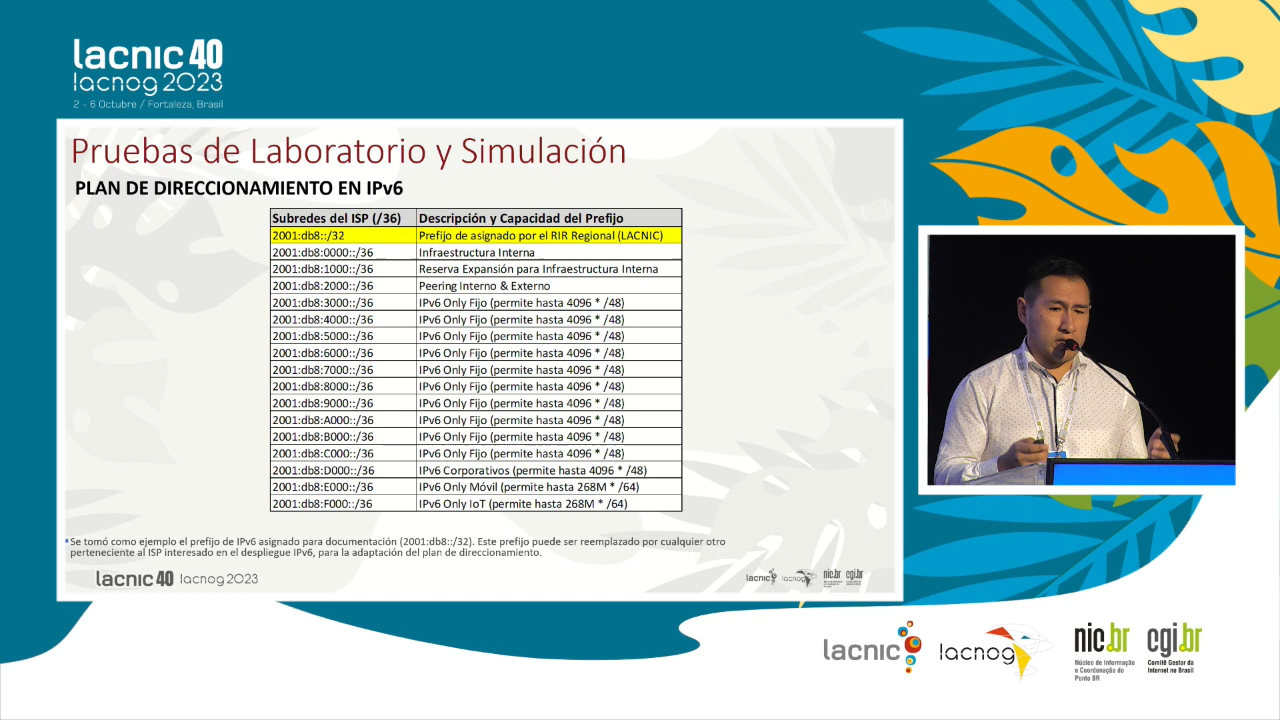 lacnic 40
lacnog 2023
2 - 6 Octubre / Fortaleza, Brasil
Pruebas de Laboratorio y Simulación
PLAN DE DIRECCIONAMIENTO EN IPv6
Subredes del ISP (/36) Descripción y Capacidad del Prefijo
2001:db8::/32 Prefijo de asignado por el RIR Regional (LACNIC)
2001:db8:0000::/36 Infraestructura Interna
2001:db8:1000::/36 Reserva Expansión para Infraestructura Interna
2001:db8:2000::/36 Peering Interno & Externo
2001:db8:3000::/36 IPv6 Only Fijo (permite hasta 4096 * /48)
2001:db8:4000::/36 IPv6 Only Fijo (permite hasta 4096 * /48)
2001:db8:5000::/36 IPv6 Only Fijo (permite hasta 4096 * /48)
2001:db8:6000::/36 IPv6 Only Fijo (permite hasta 4096 * /48)
2001:db8:7000::/36 IPv6 Only Fijo (permite hasta 4096 * /48)
2001:db8:8000::/36 IPv6 Only Fijo (permite hasta 4096 * /48)
2001:db8:9000::/36 IPv6 Only Fijo (permite hasta 4096 * /48)
2001:db8:A000::/36 IPv6 Only Fijo (permite hasta 4096 * /48)
2001:db8:B000::/36 IPv6 Only Fijo (permite hasta 4096 * /48)
2001:db8:C000::/36 IPv6 Only Fijo (permite hasta 4096 * /48)
2001:db8:D000::/36 IPv6 Corporativos (permite hasta 4096 * /48)
2001:db8:E000::/36 IPv6 Only Móvil (permite hasta 268M * /64)
2001:db8:F000::/36 IPv6 Only IoT (permite hasta 268M * /64)
Se tomó como ejemplo el prefijo de IPv6 asignado para documentación (2001:db8::/32). Este prefijo puede ser reemplazado por cualquier otro
perteneciente al ISP interesado en el despliegue IPv6, para la adaptación del plan de direccionamiento.
lacnic 40 lacnog 2023
lacnic lacnog nic.br cgi.br
lacnic lacnog nic.br cgi.br
Núcleo de Informação
e Coordenação do
Ponto BR
Comitê Gestor da
Internet no Brasil